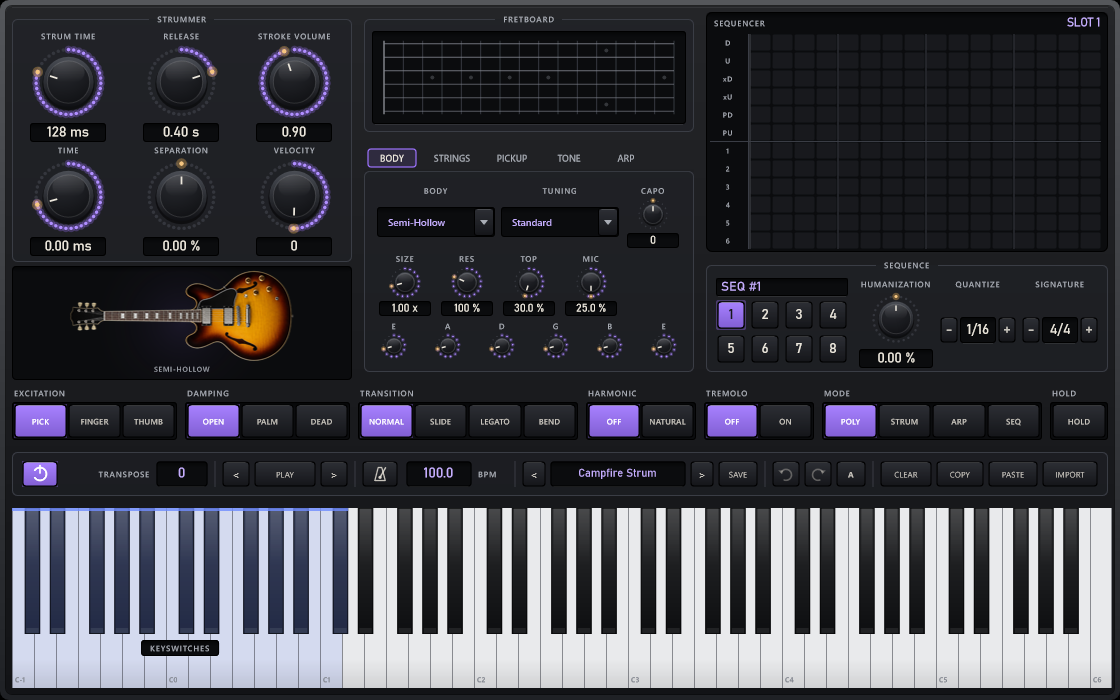 STRUMMER
STRUM TIME RELEASE STROKE VOLUME
128 ms 0.40 s 0.90
TIME SEPARATION VELOCITY
0.00 ms 0.00 % 0
SEMI-HOLLOW
FRETBOARD
BODY STRINGS PICKUP TONE ARP
BODY TUNING CAPO
Semi-Hollow Standard 0
SIZE RES TOP MIC
1.00 x 100 % 30.0 % 25.0 %
E A D G B E
SEQUENCER SLOT 1
D
U
xD
xU
PD
PU
1
2
3
4
5
6
SEQUENCE
SEQ #1 HUMANIZATION QUANTIZE SIGNATURE
1 2 3 4
5 6 7 8
0.00 %
- 1/16 + - 4/4 +
EXCITATION DAMPING TRANSITION HARMONIC TREMOLO MODE HOLD
PICK FINGER THUMB OPEN PALM DEAD NORMAL SLIDE LEGATO BEND OFF NATURAL OFF ON POLY STRUM ARP SEQ HOLD
TRANSPOSE 0 < PLAY > 100.0 BPM < Campfire Strum > SAVE A CLEAR COPY PASTE IMPORT
KEYSWITCHES
C-1 C0 C1 C2 C3 C4 C5 C6